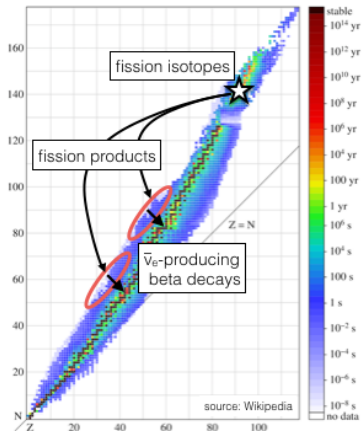 160
140
120
100
80
60
40
20
N
Z
20
40
60
80
100
fission isotopes
fission products
Z = N
ν̅e-producing
beta decays
source: Wikipedia
stable
10¹⁴ yr
10¹² yr
10¹⁰ yr
10⁸ yr
10⁶ yr
10⁴ yr
100 yr
1 yr
10⁶ s
10⁴ s
100 s
1 s
10⁻² s
10⁻⁴ s
10⁻⁶ s
10⁻⁸ s
no data